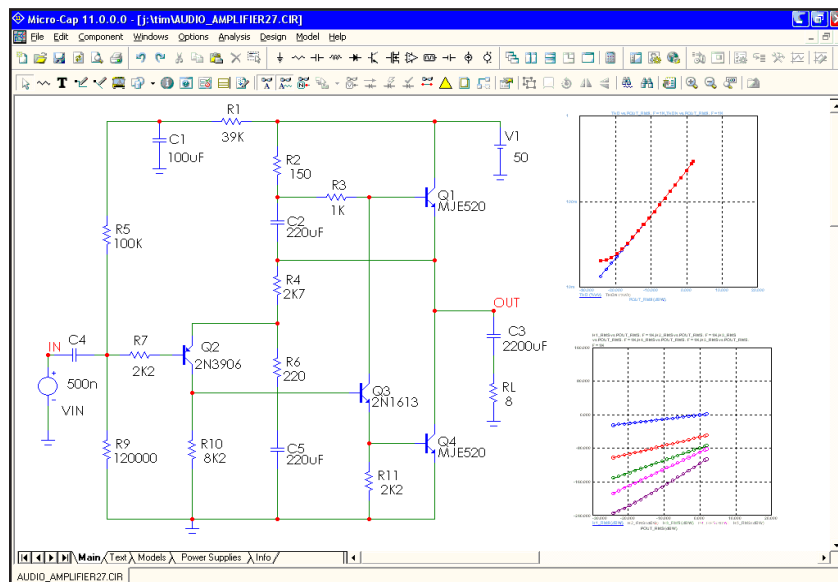 Micro-Cap 11.0.0.0 - [j:\tim\AUDIO_AMPLIFIER27.CIR]
File Edit Component Windows Options Analysis Design Model Help
R1
39K
C1
100uF
V1
50
R2
150
R3
1K
Q1
MJE520
C2
220uF
R5
100K
R4
2K7
OUT
C3
2200uF
IN
C4
500n
R7
2K2
Q2
2N3906
R6
220
Q3
2N1613
RL
8
VIN
R9
120000
R10
8K2
C5
220uF
R11
2K2
Q4
MJE520
Main Text Models Power Supplies Info
AUDIO_AMPLIFIER27.CIR